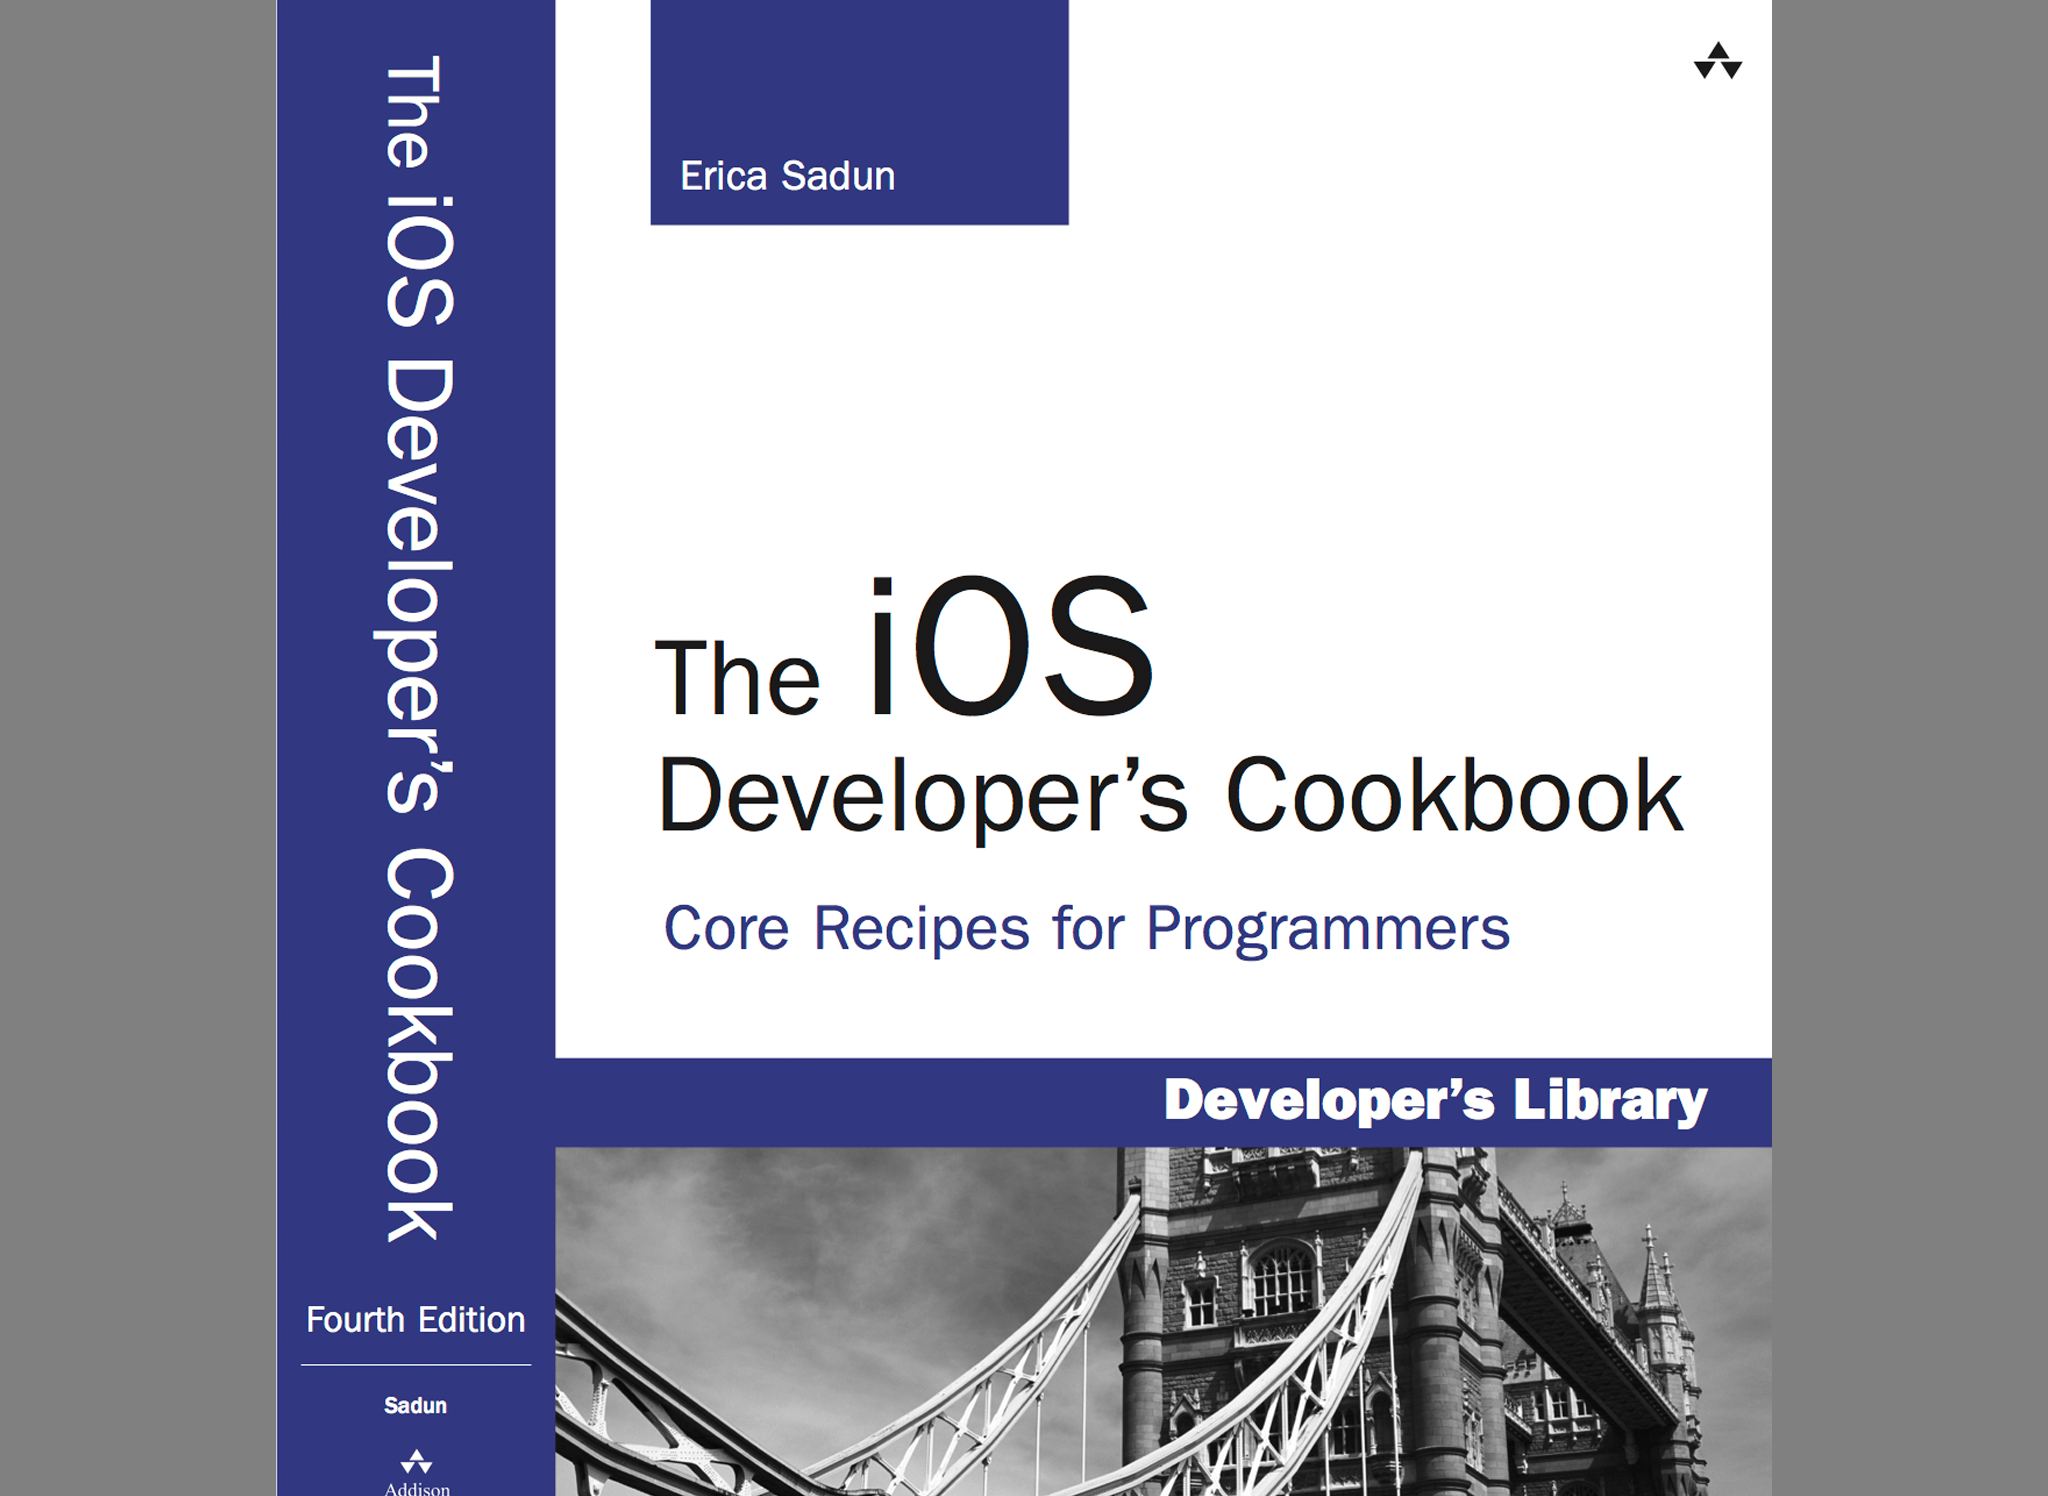 The iOS Developer’s Cookbook
Fourth Edition
Sadun
Addison
Erica Sadun
The iOS
Developer’s Cookbook
Core Recipes for Programmers
Developer’s Library